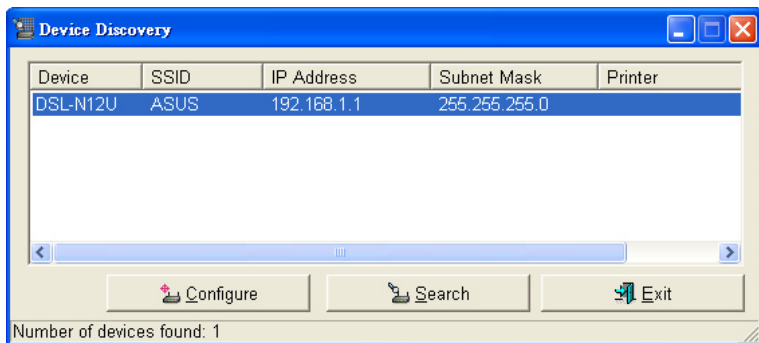 Device Discovery
Device SSID IP Address Subnet Mask Printer
DSL-N12U ASUS 192.168.1.1 255.255.255.0
Configure Search Exit
Number of devices found: 1